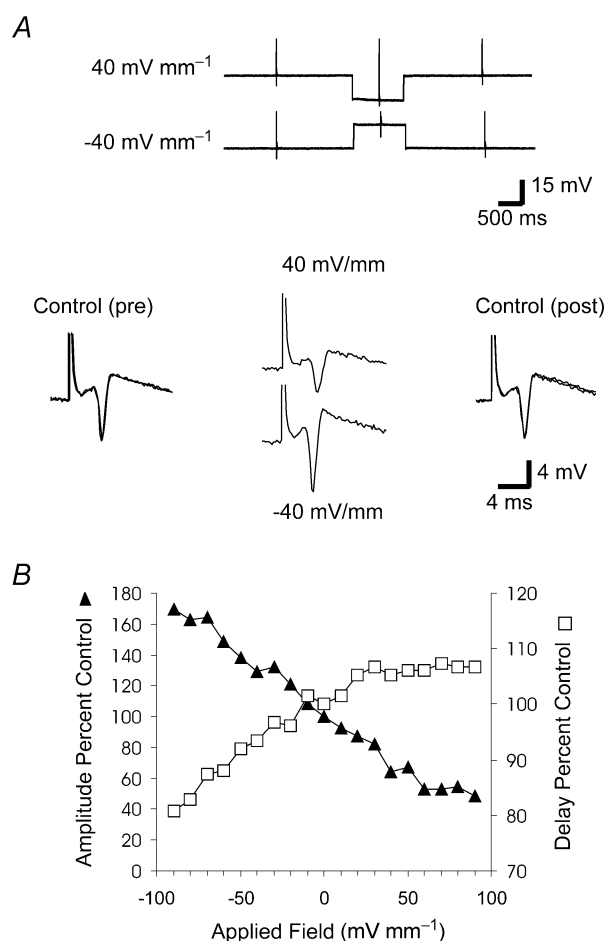 A
40 mV mm⁻¹
-40 mV mm⁻¹
15 mV
500 ms
40 mV/mm
Control (pre)
Control (post)
4 mV
4 ms
-40 mV/mm
B
Amplitude Percent Control ▲
180
160
140
120
100
80
60
40
20
0
120
110
100
90
80
70
Delay Percent Control □
-100
-50
0
50
100
Applied Field (mV mm⁻¹)